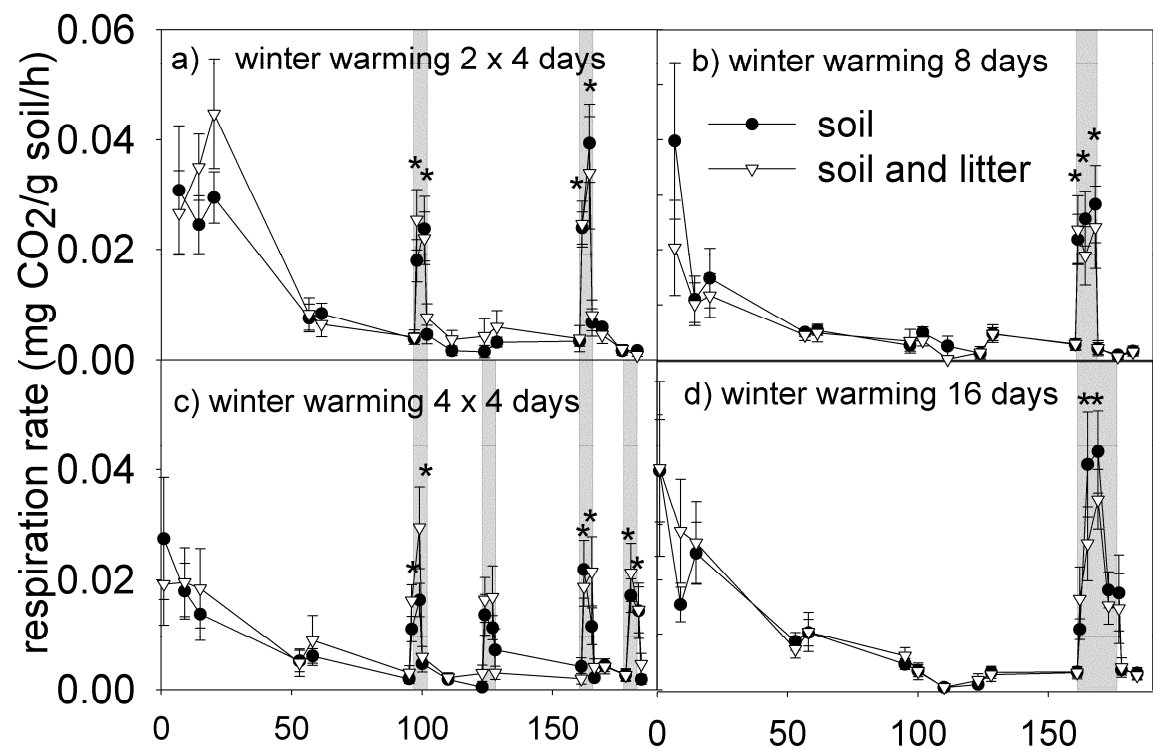 0.06
0.04
0.02
0.00
0.04
0.02
0.00
respiration rate (mg CO2/g soil/h)
a) winter warming 2 x 4 days
* * * *
*
b) winter warming 8 days
soil
soil and litter
* * *
c) winter warming 4 x 4 days
* * * * * *
d) winter warming 16 days
**
0 50 100 150
0 50 100 150